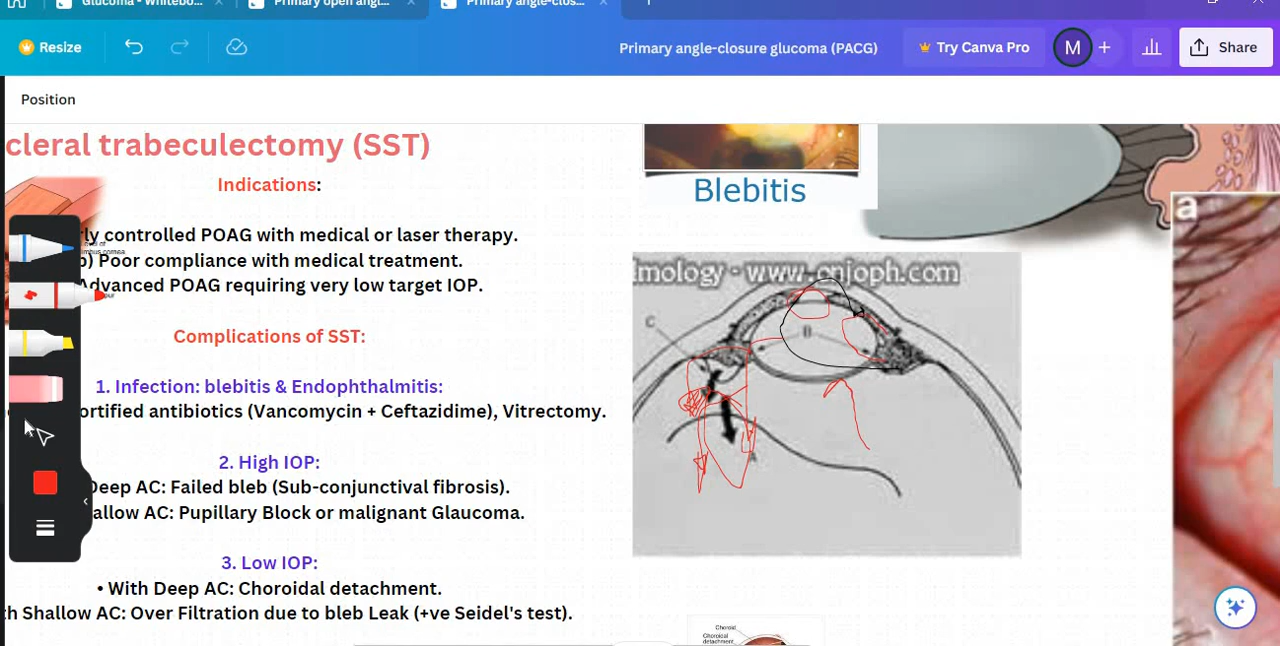 Glucoma - Whitebo...
Primary open angl...
Primary angle-clos...
Resize
Primary angle-closure glucoma (PACG)
Try Canva Pro
M
Share
Position
cleral trabeculectomy (SST)
Indications:
rly controlled POAG with medical or laser therapy.
b) Poor compliance with medical treatment.
Advanced POAG requiring very low target IOP.
Complications of SST:
1. Infection: blebitis & Endophthalmitis:
ortified antibiotics (Vancomycin + Ceftazidime), Vitrectomy.
2. High IOP:
Deep AC: Failed bleb (Sub-conjunctival fibrosis).
allow AC: Pupillary Block or malignant Glaucoma.
3. Low IOP:
• With Deep AC: Choroidal detachment.
th Shallow AC: Over Filtration due to bleb Leak (+ve Seidel's test).
Blebitis
lmology - www.onjoph.com
C
B
A
a
Choroid
Choroidal
detachment